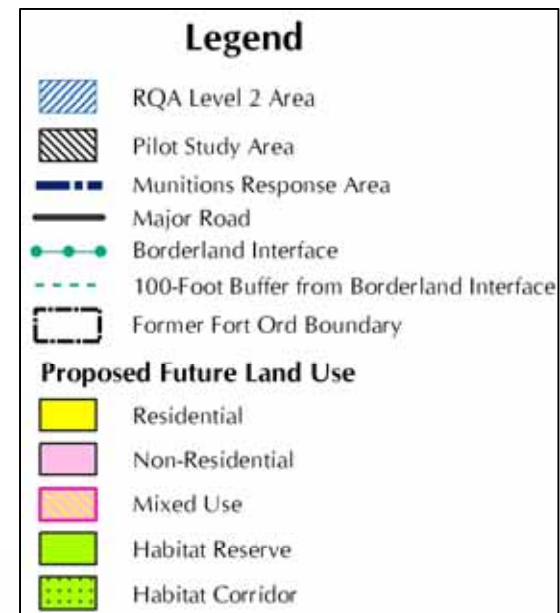 Legend
RQA Level 2 Area
Pilot Study Area
Munitions Response Area
Major Road
Borderland Interface
100-Foot Buffer from Borderland Interface
Former Fort Ord Boundary
Proposed Future Land Use
Residential
Non-Residential
Mixed Use
Habitat Reserve
Habitat Corridor